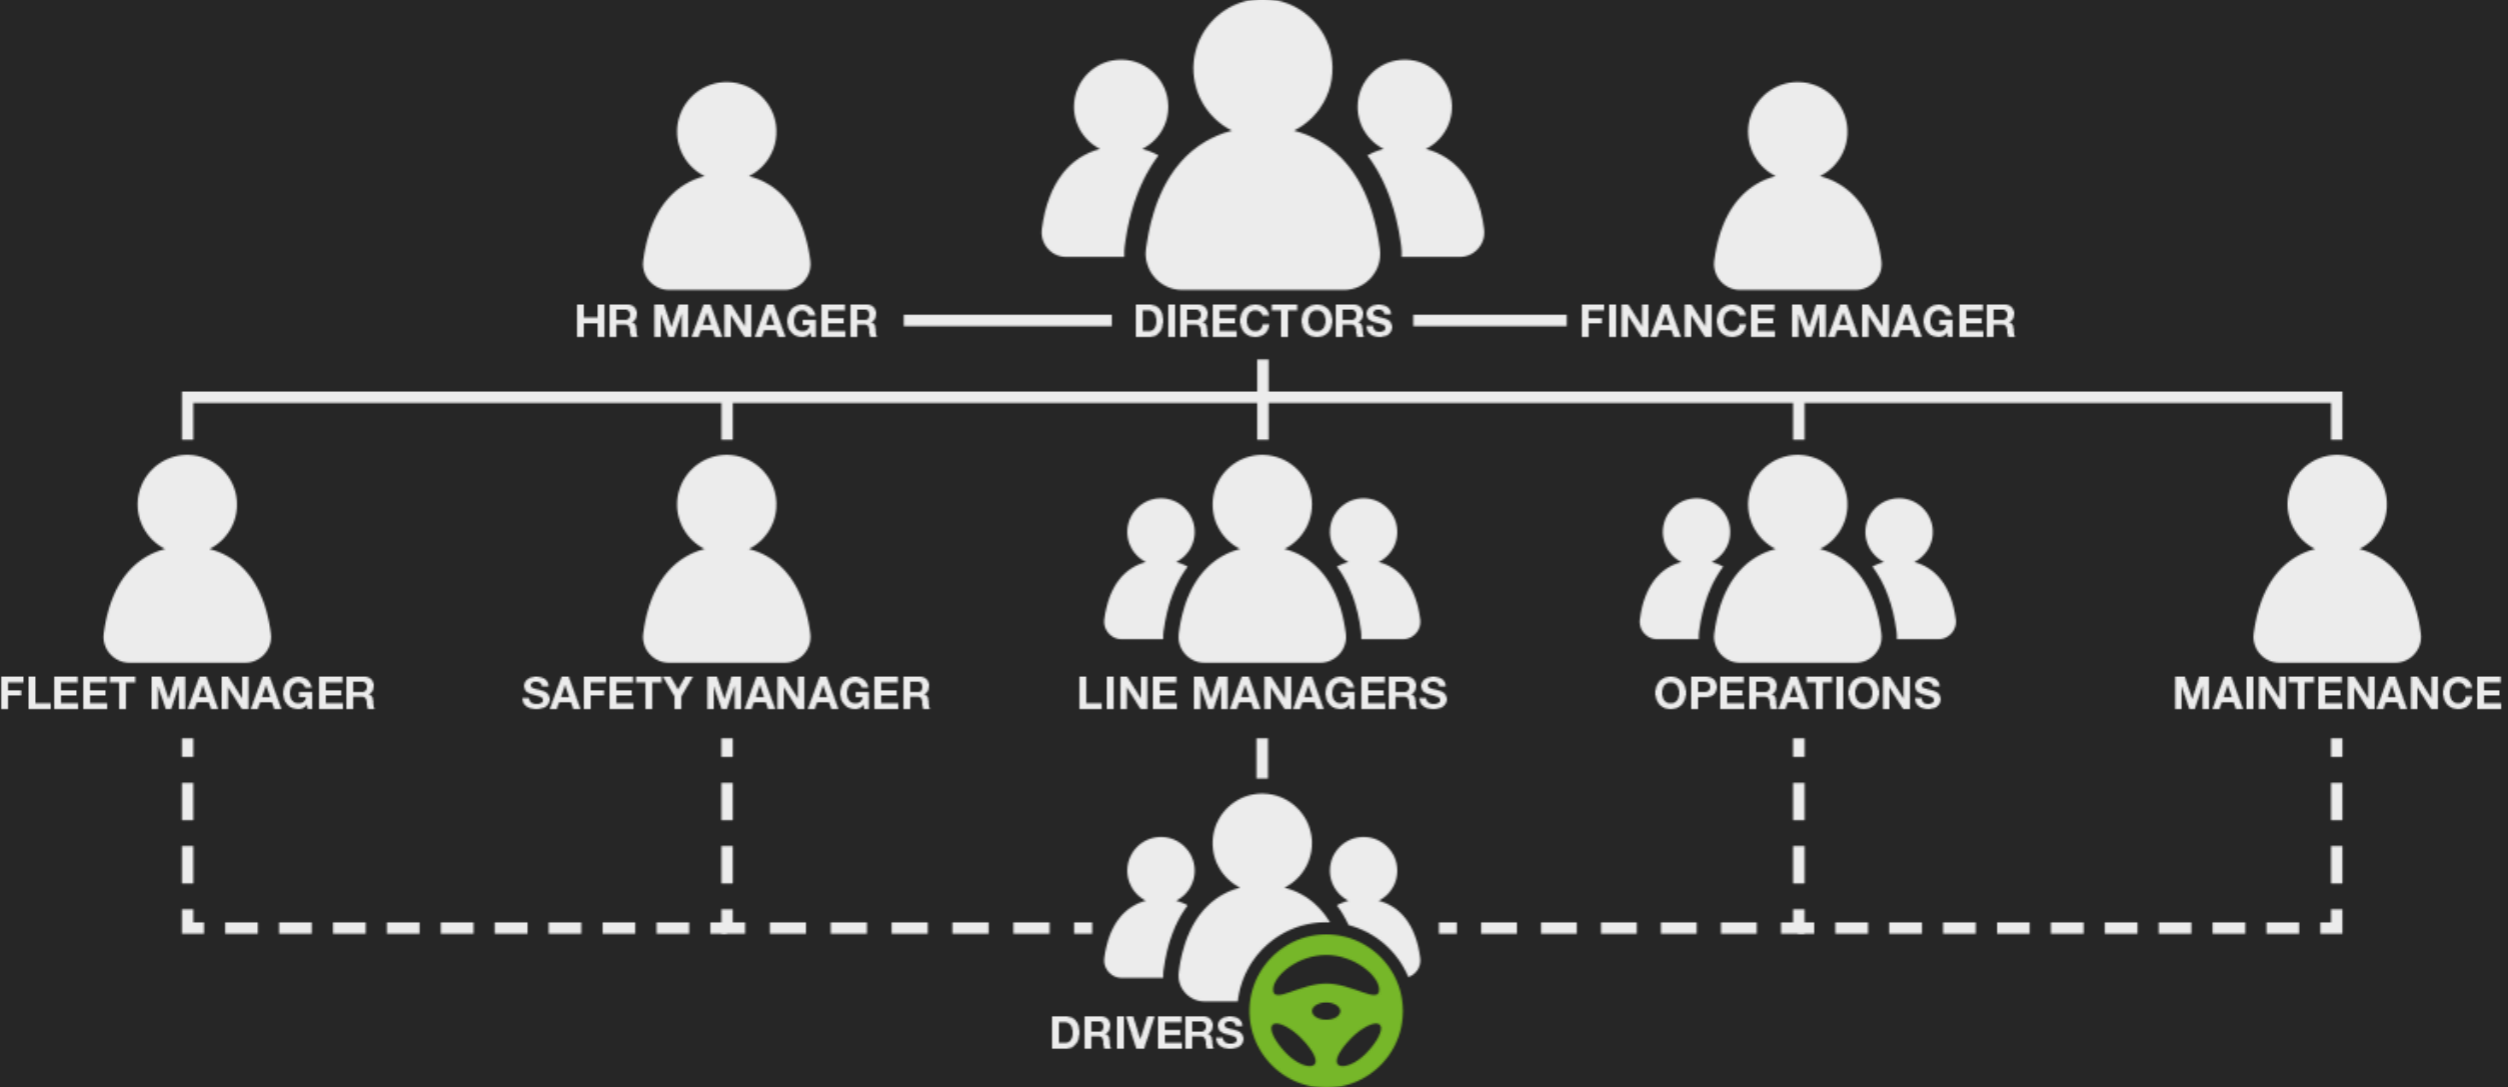 HR MANAGER
DIRECTORS
FINANCE MANAGER
FLEET MANAGER
SAFETY MANAGER
LINE MANAGERS
OPERATIONS
MAINTENANCE
DRIVERS